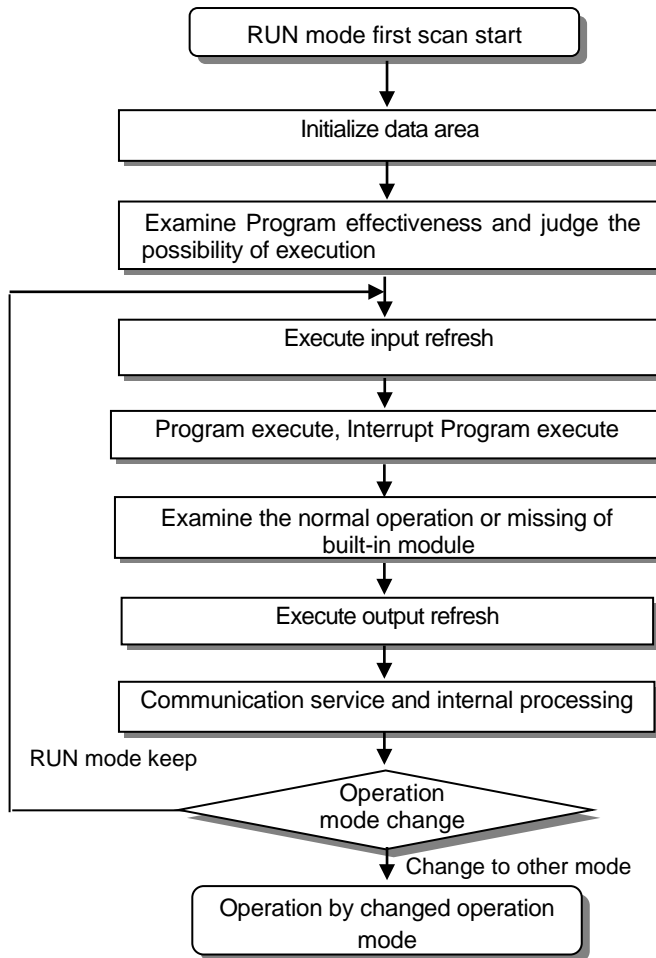 RUN mode first scan start
Initialize data area
Examine Program effectiveness and judge the
possibility of execution
Execute input refresh
Program execute, Interrupt Program execute
Examine the normal operation or missing of
built-in module
Execute output refresh
Communication service and internal processing
RUN mode keep
Operation
mode change
Change to other mode
Operation by changed operation
mode